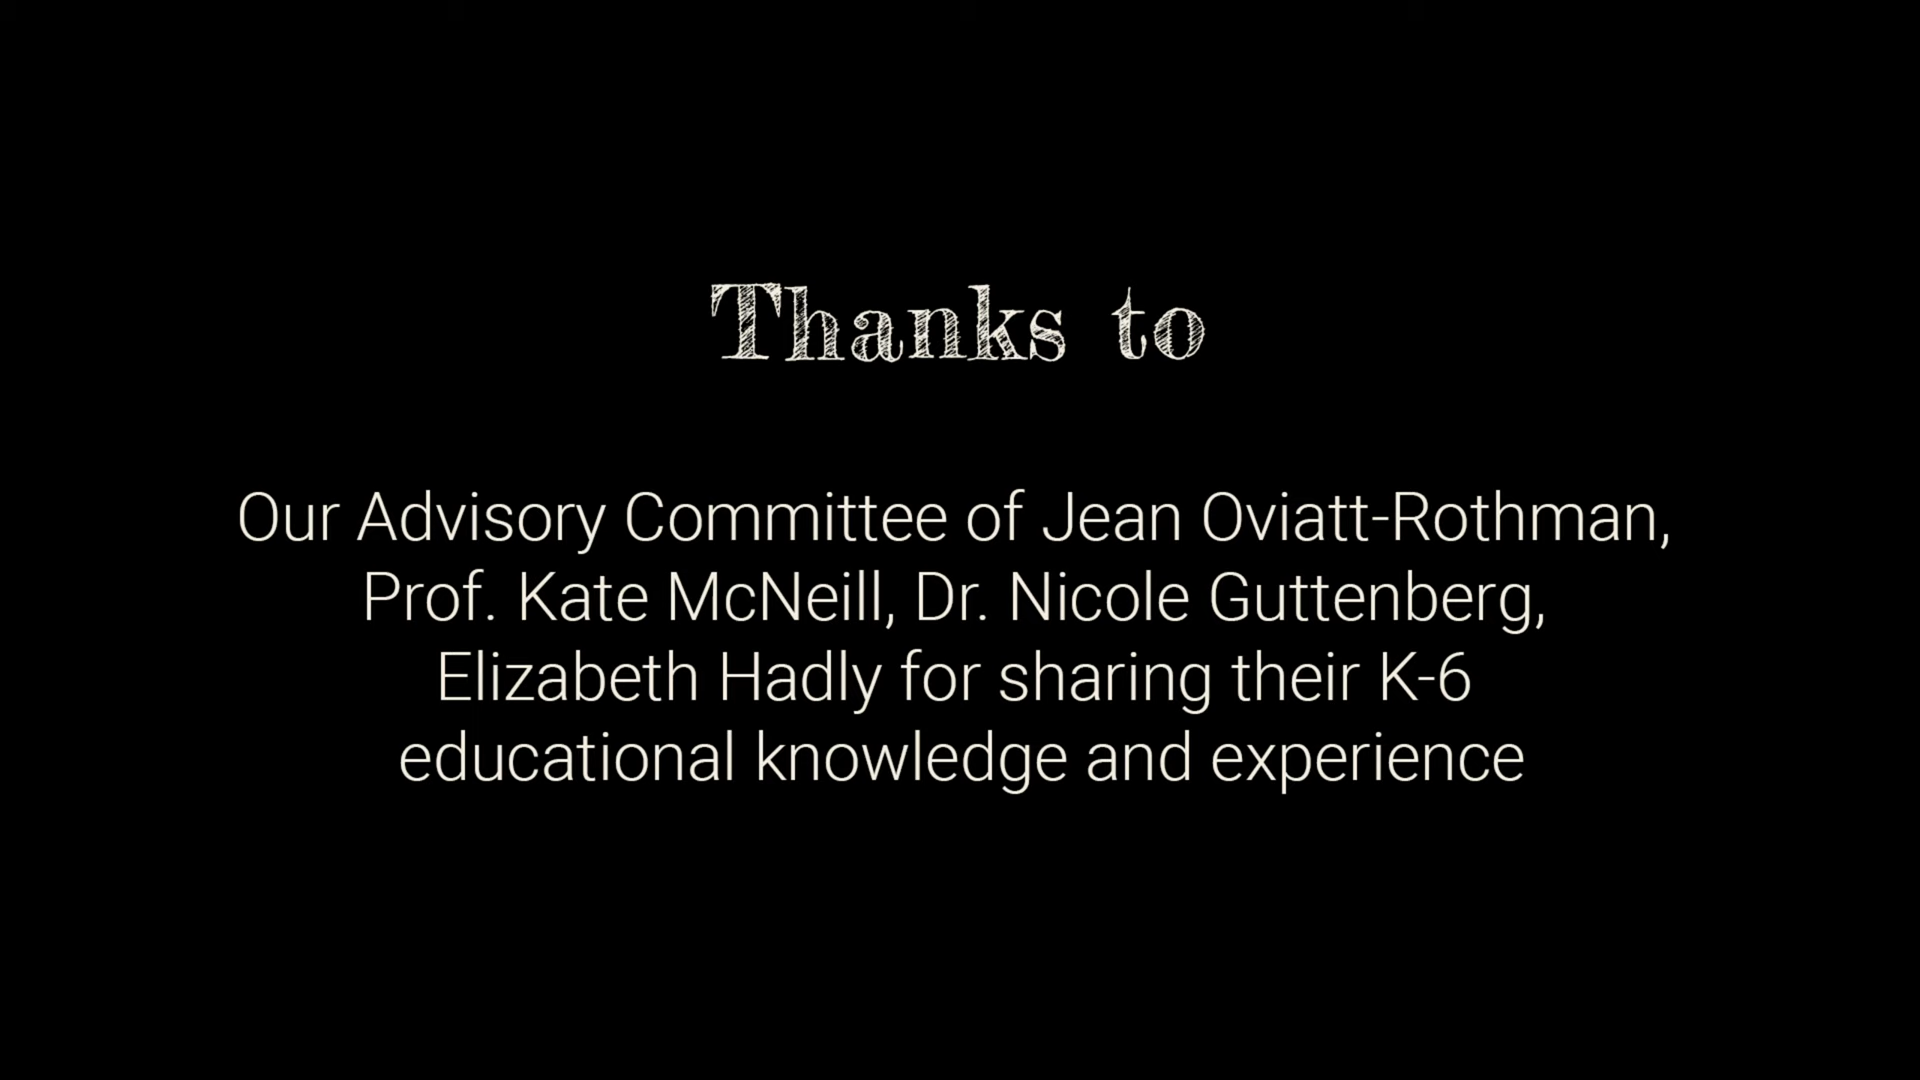 Thanks to
Our Advisory Committee of Jean Oviatt-Rothman,
Prof. Kate McNeill, Dr. Nicole Guttenberg,
Elizabeth Hadly for sharing their K-6
educational knowledge and experience